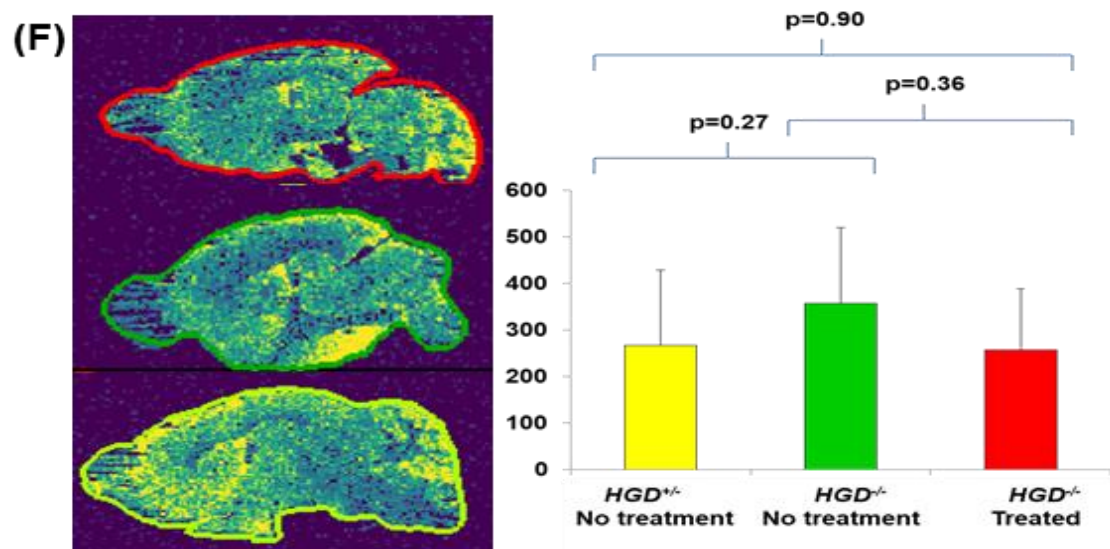 (F)
p=0.90
p=0.36
p=0.27
600
500
400
300
200
100
0
HGD+/-
No treatment
HGD-/-
No treatment
HGD-/-
Treated